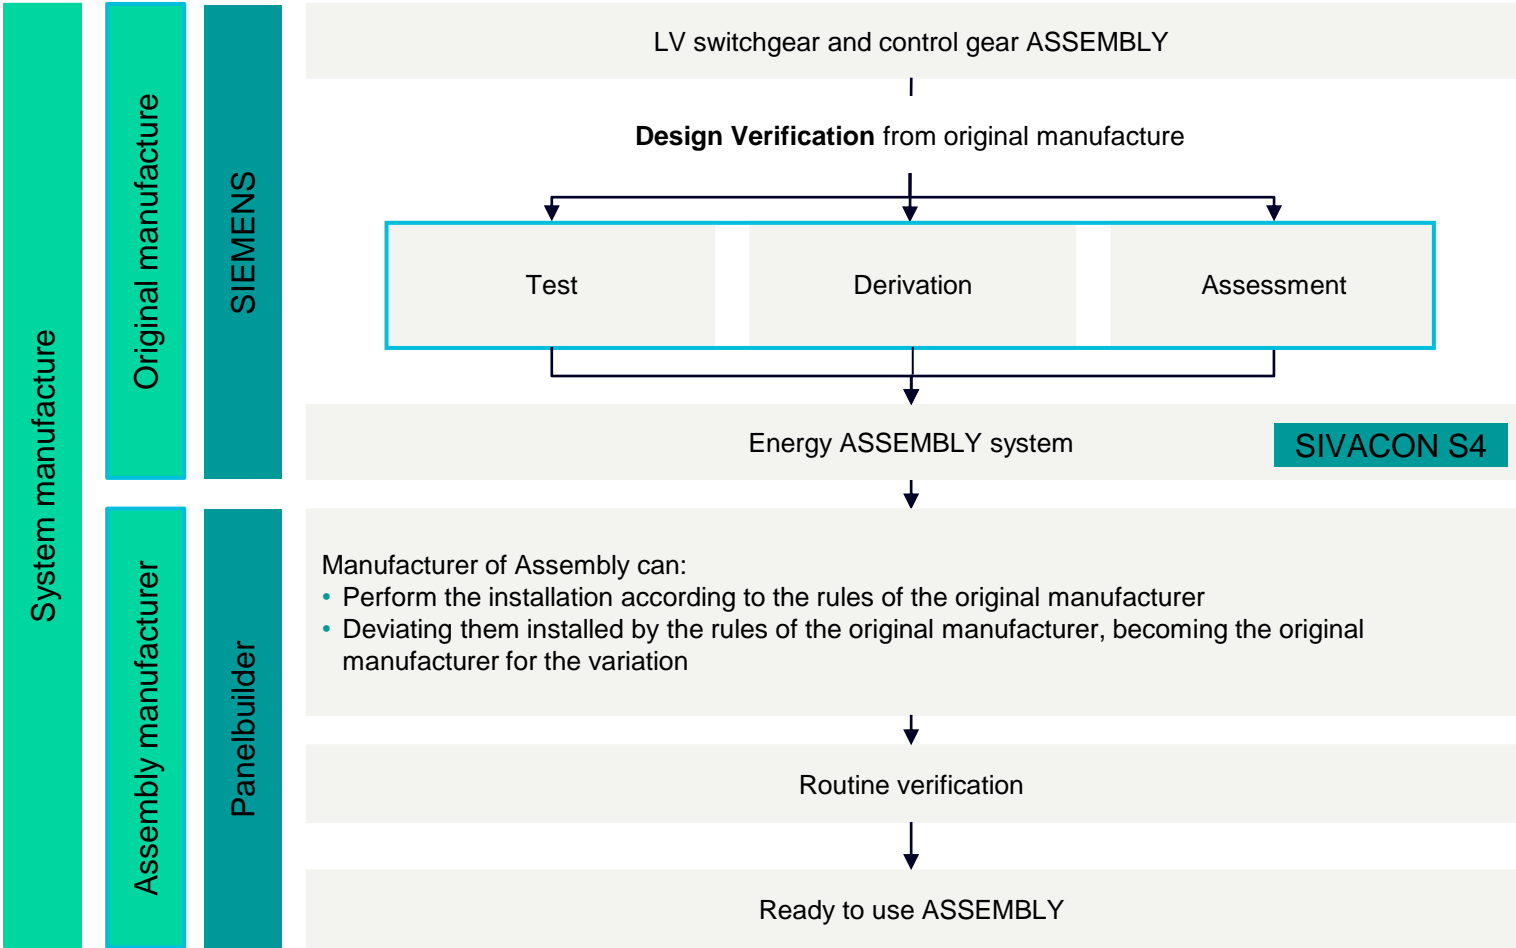 System manufacture
Original manufacture
SIEMENS
LV switchgear and control gear ASSEMBLY
Design Verification from original manufacture
Test
Derivation
Assessment
Energy ASSEMBLY system
SIVACON S4
Assembly manufacturer
Panelbuilder
Manufacturer of Assembly can:
• Perform the installation according to the rules of the original manufacturer
• Deviating them installed by the rules of the original manufacturer, becoming the original
manufacturer for the variation
Routine verification
Ready to use ASSEMBLY